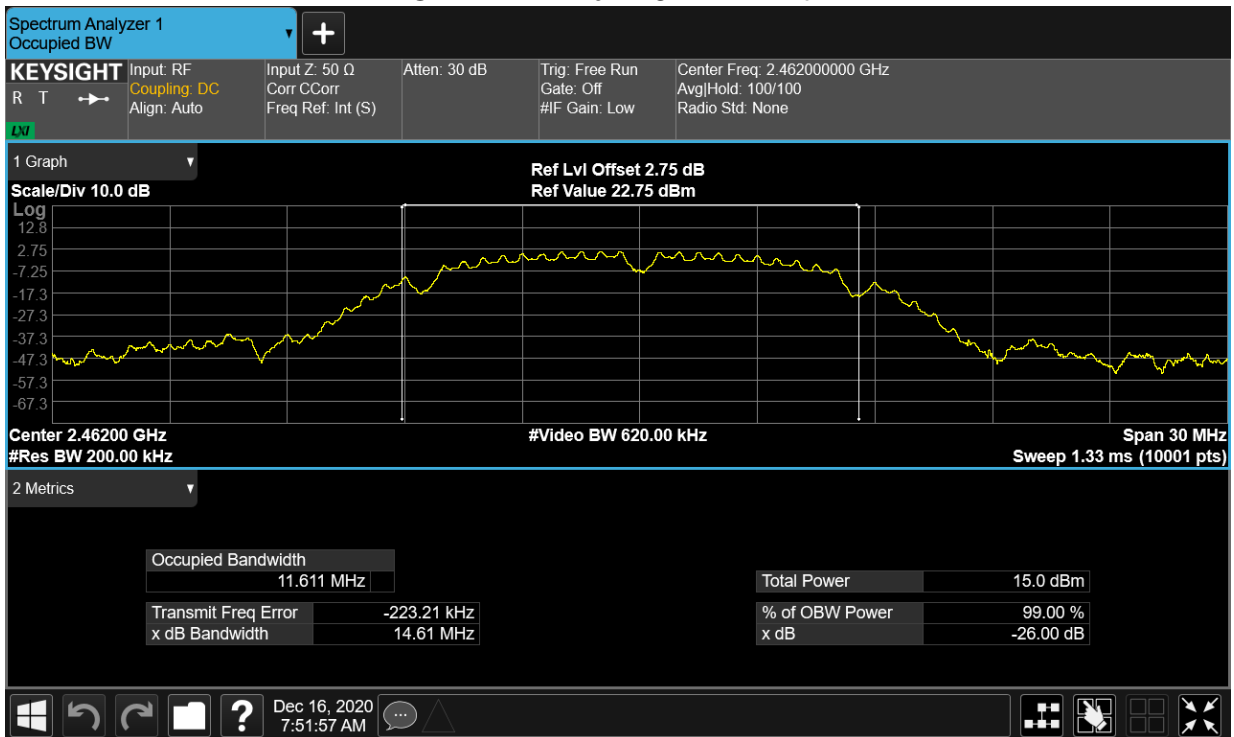 Spectrum Analyzer 1
Occupied BW
+
KEYSIGHT
R T
LXI
Input: RF
Coupling: DC
Align: Auto
Input Z: 50 Ω
Corr CCorr
Freq Ref: Int (S)
Atten: 30 dB
Trig: Free Run
Gate: Off
#IF Gain: Low
Center Freq: 2.462000000 GHz
Avg|Hold: 100/100
Radio Std: None
1 Graph
Scale/Div 10.0 dB
Ref Lvl Offset 2.75 dB
Ref Value 22.75 dBm
Log
12.8
2.75
-7.25
-17.3
-27.3
-37.3
-47.3
-57.3
-67.3
Center 2.46200 GHz
#Video BW 620.00 kHz
Span 30 MHz
#Res BW 200.00 kHz
Sweep 1.33 ms (10001 pts)
2 Metrics
Occupied Bandwidth
11.611 MHz
Total Power 15.0 dBm
Transmit Freq Error -223.21 kHz
% of OBW Power 99.00 %
x dB Bandwidth 14.61 MHz
x dB -26.00 dB
?
Dec 16, 2020
7:51:57 AM